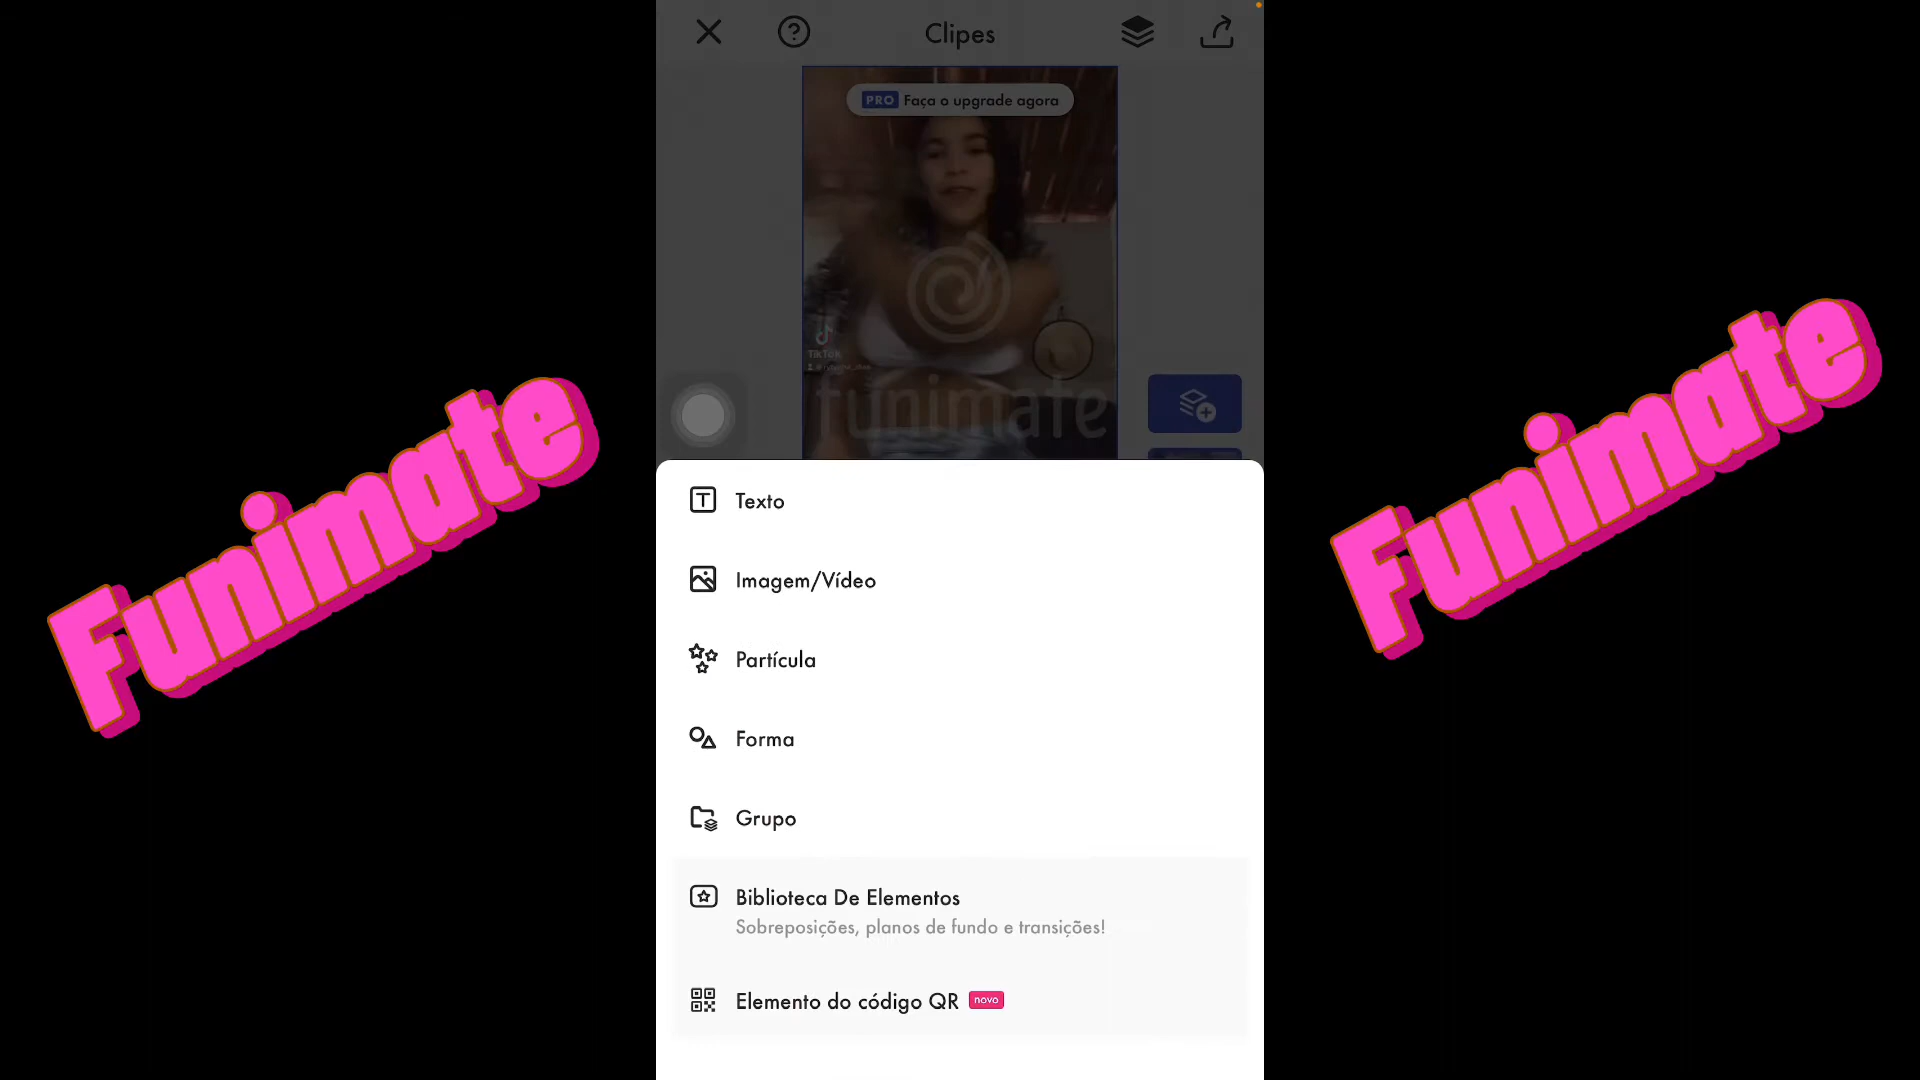 Clipes
PRO Faça o upgrade agora
TikTok
funimate
Funimate
Funimate
Texto
Imagem/Vídeo
Partícula
Forma
Grupo
Biblioteca De Elementos
Sobreposições, planos de fundo e transições!
Elemento do código QR novo